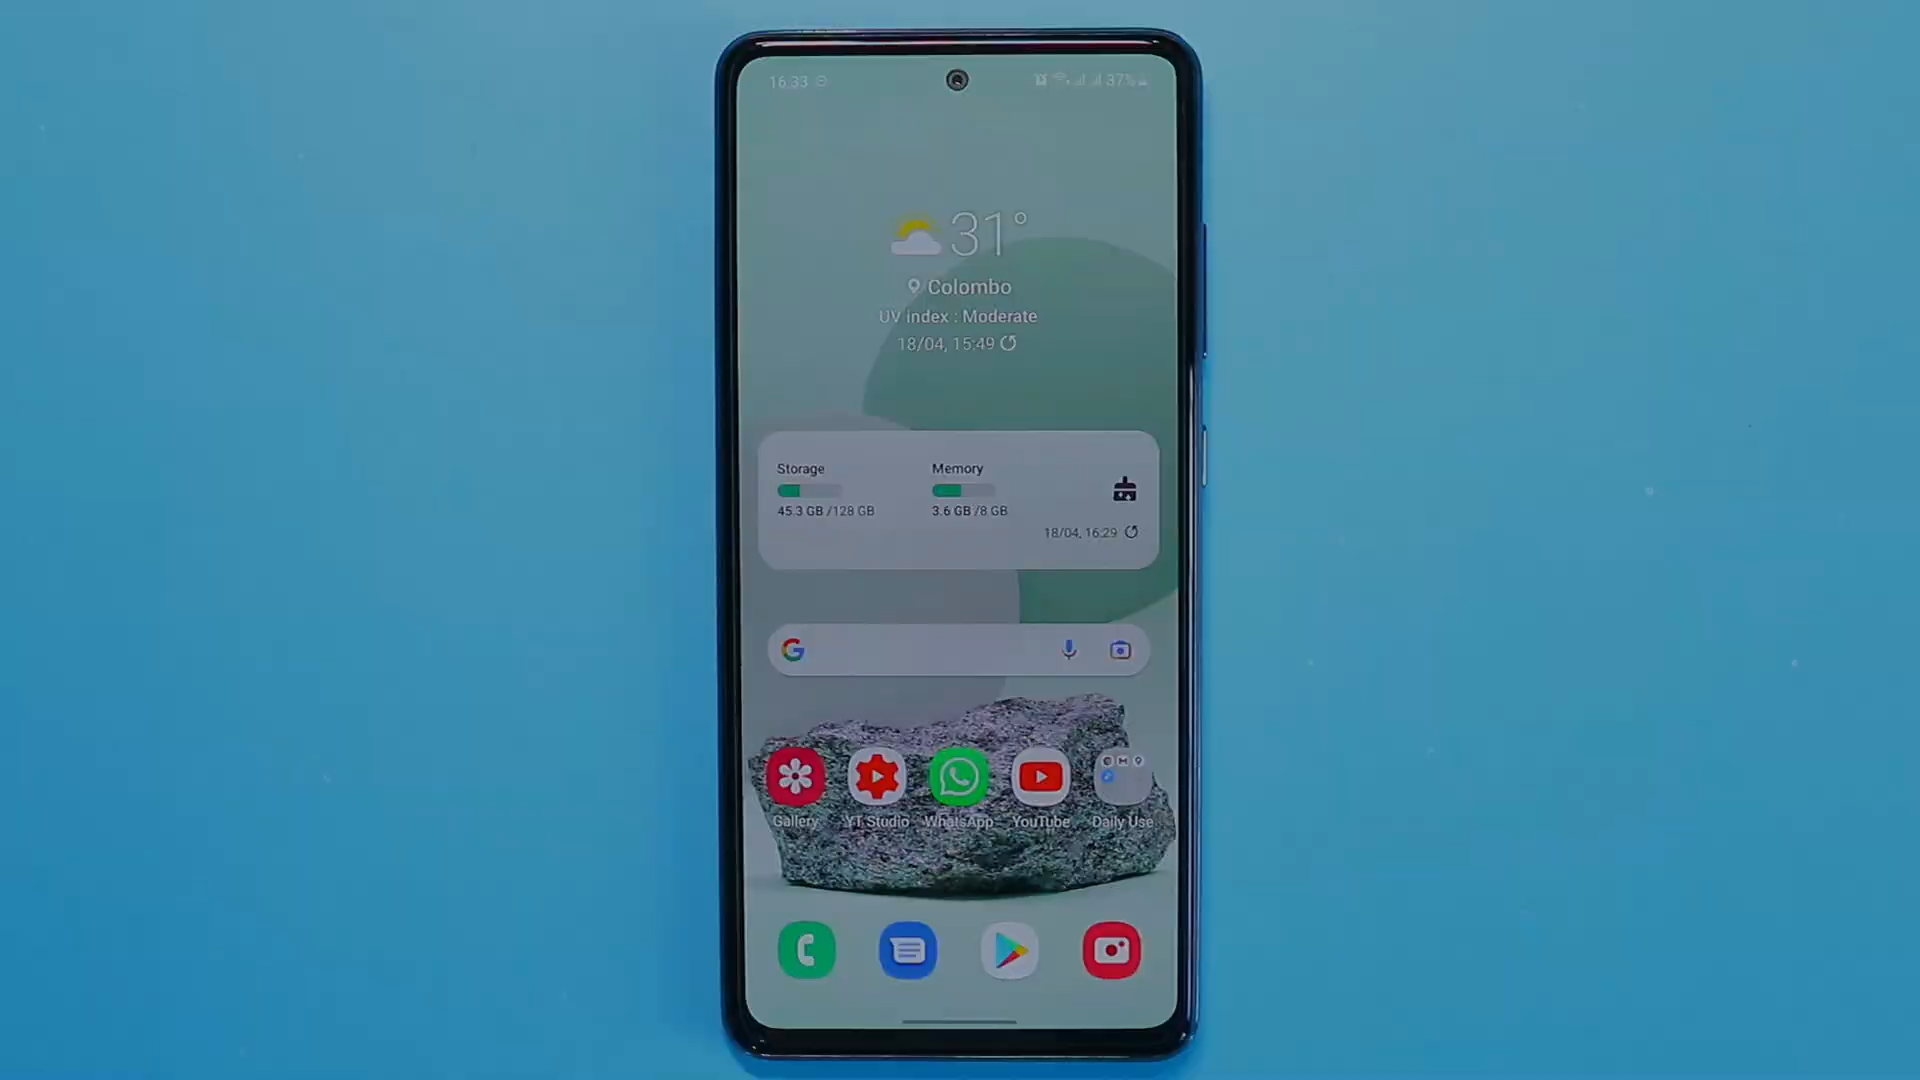 16:33
37%
31°
Colombo
UV index : Moderate
18/04, 15:49
Storage
Memory
45.3 GB /128 GB
3.6 GB /8 GB
18/04, 16:29
Gallery
YT Studio
WhatsApp
YouTube
Daily Use